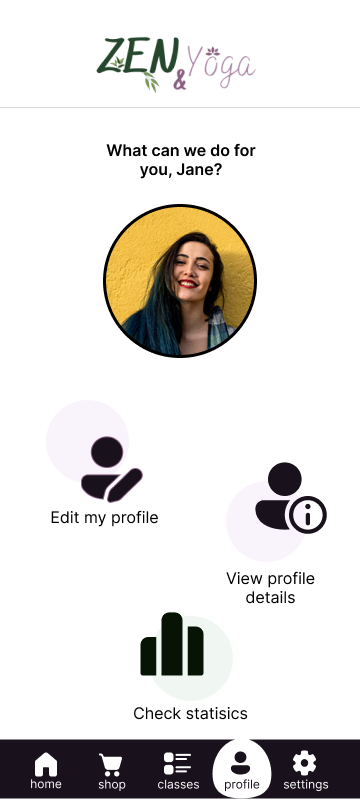 ZEN & Yoga
What can we do for
you, Jane?
Edit my profile
View profile
details
Check statisics
home shop classes profile settings